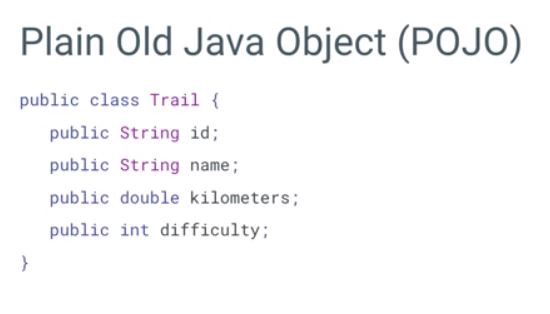 Plain Old Java Object (POJO)
public class Trail {
public String id;
public String name;
public double kilometers;
public int difficulty;
}